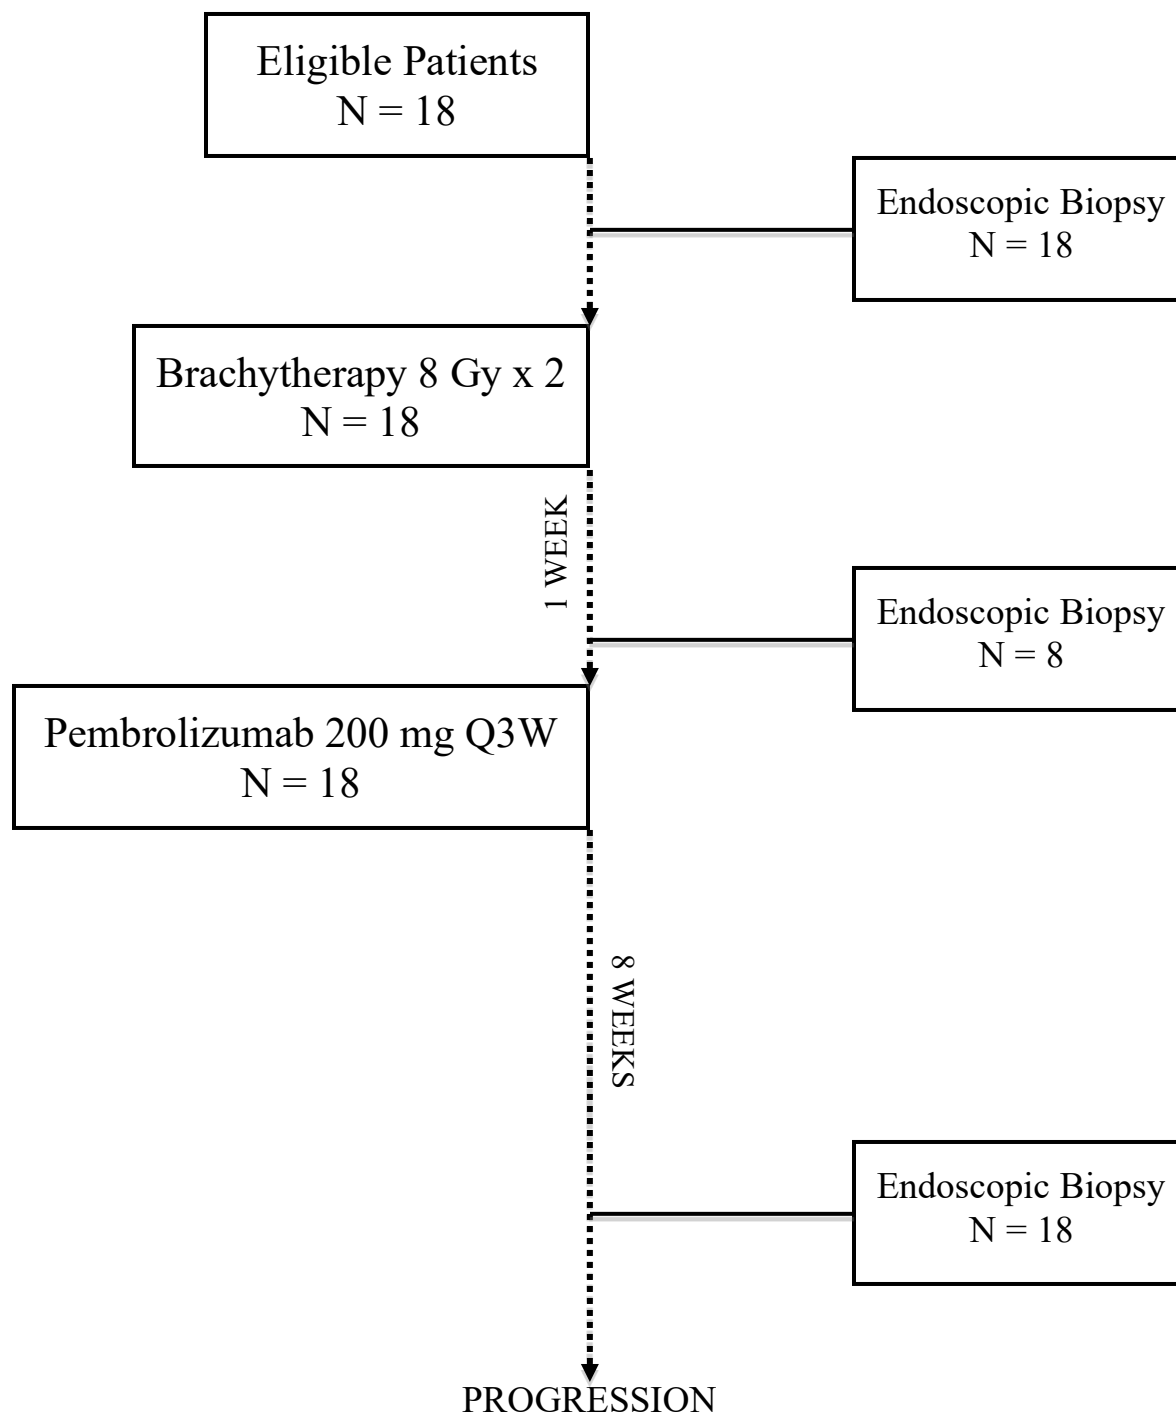 Eligible Patients
N = 18
Endoscopic Biopsy
N = 18
Brachytherapy 8 Gy x 2
N = 18
1 WEEK
Endoscopic Biopsy
N = 8
Pembrolizumab 200 mg Q3W
N = 18
8 WEEKS
Endoscopic Biopsy
N = 18
PROGRESSION